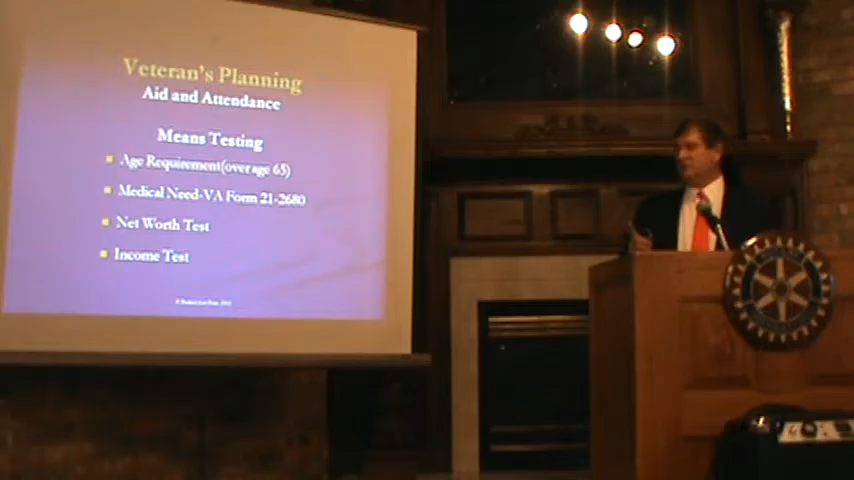 Veteran's Planning
Aid and Attendance
Means Testing
Age Requirement(over age 65)
Medical Need-VA Form 21-2680
Net Worth Test
Income Test